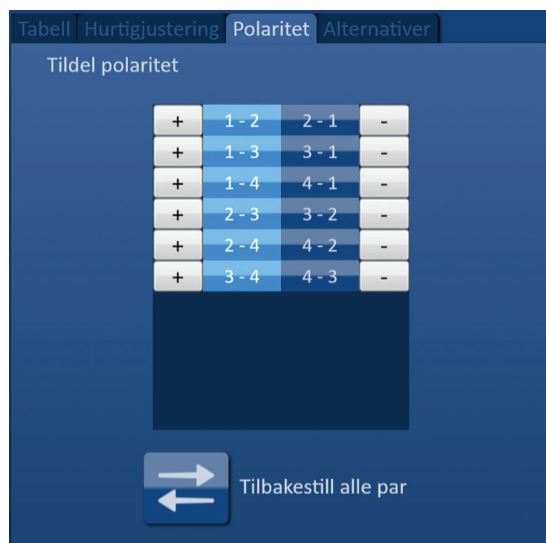 Tabell Hurtigjustering Polaritet Alternativer
Tildel polaritet
+ 1 - 2 2 - 1 -
+ 1 - 3 3 - 1 -
+ 1 - 4 4 - 1 -
+ 2 - 3 3 - 2 -
+ 2 - 4 4 - 2 -
+ 3 - 4 4 - 3 -
Tilbakestill alle par